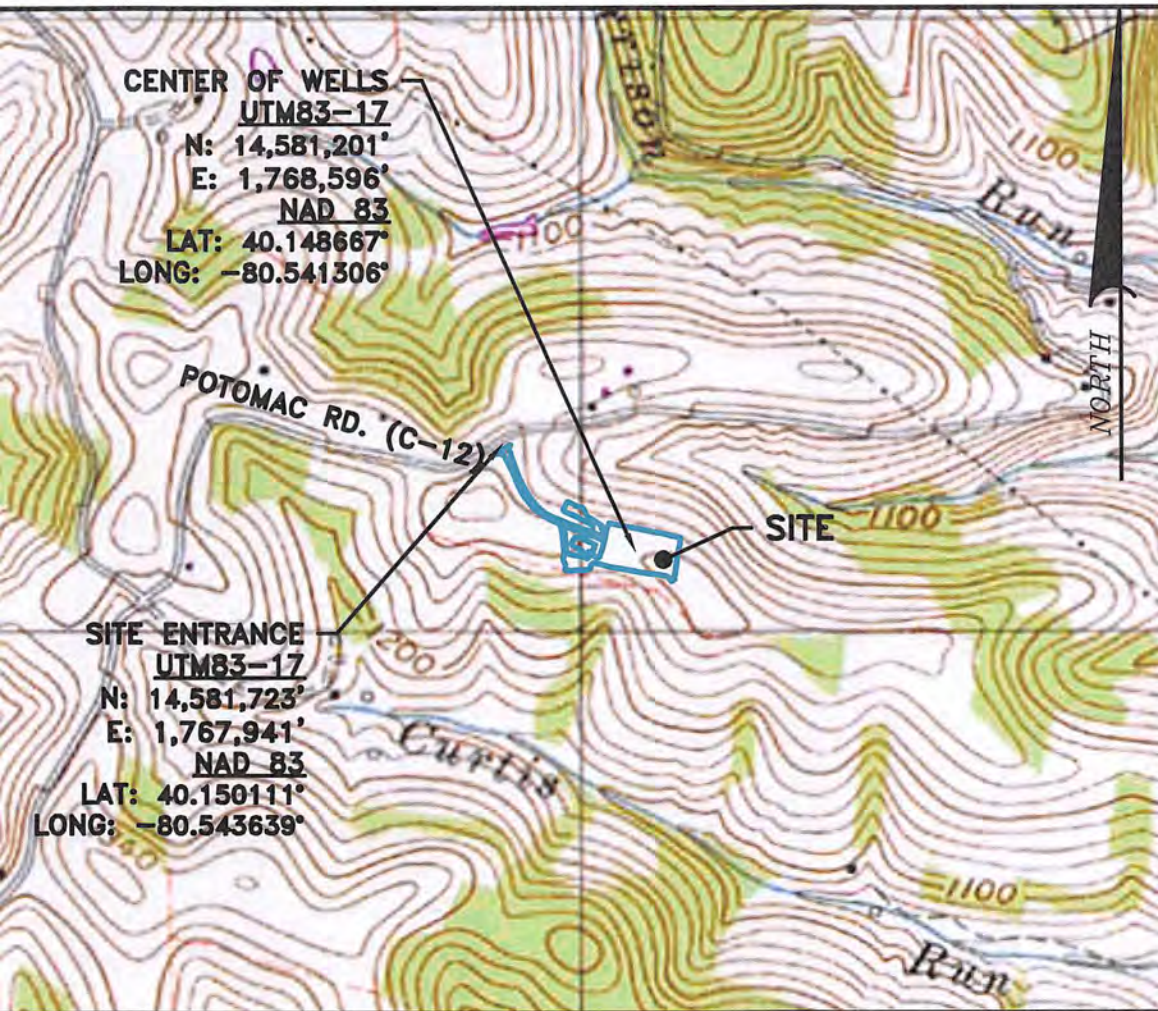 CENTER OF WELLS
UTM83-17
N: 14,581,201'
E: 1,768,596'
NAD 83
LAT: 40.148667°
LONG: -80.541306°
1100
Run
1100
NORTH
POTOMAC RD. (C-12)
1100
SITE
SITE ENTRANCE
UTM83-17
N: 14,581,723'
E: 1,767,941'
NAD 83
LAT: 40.150111°
LONG: -80.543639°
1200
Curtis
1100
Run